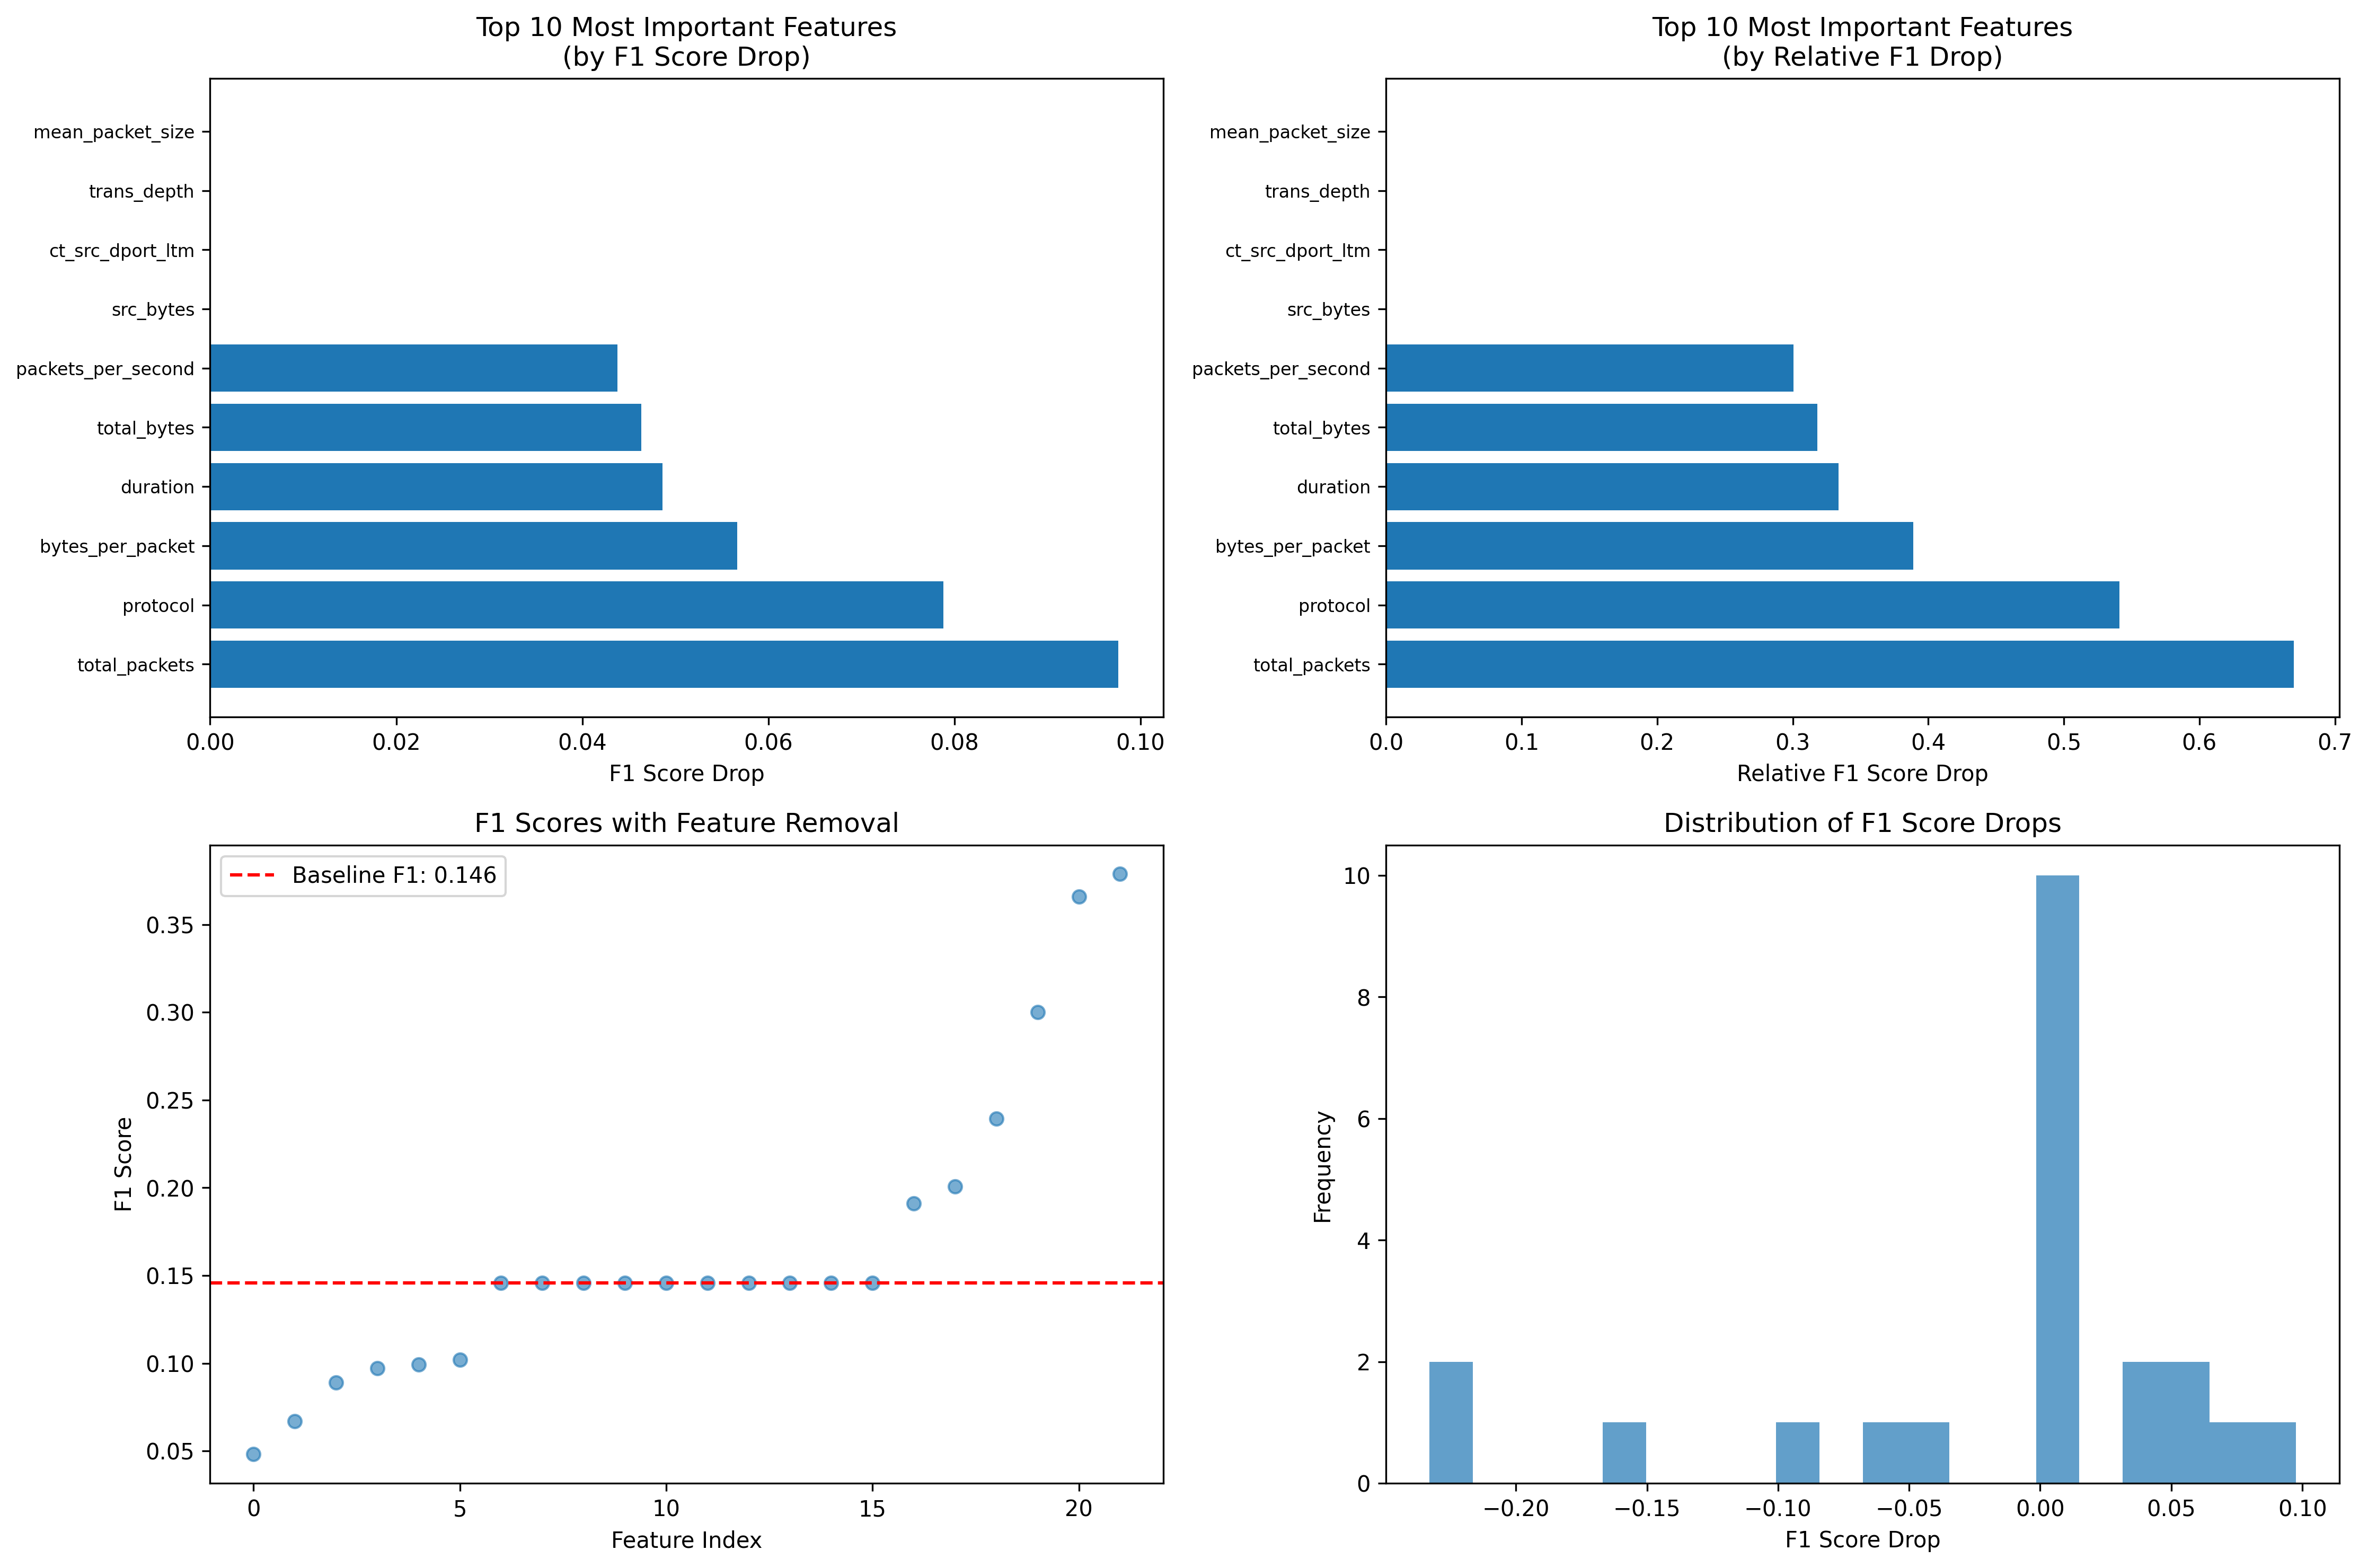 Top 10 Most Important Features
(by F1 Score Drop)
mean_packet_size
trans_depth
ct_src_dport_ltm
src_bytes
packets_per_second
total_bytes
duration
bytes_per_packet
protocol
total_packets
0.00 0.02 0.04 0.06 0.08 0.10
F1 Score Drop
Top 10 Most Important Features
(by Relative F1 Drop)
mean_packet_size
trans_depth
ct_src_dport_ltm
src_bytes
packets_per_second
total_bytes
duration
bytes_per_packet
protocol
total_packets
0.0 0.1 0.2 0.3 0.4 0.5 0.6 0.7
Relative F1 Score Drop
F1 Scores with Feature Removal
Baseline F1: 0.146
F1 Score
0.35
0.30
0.25
0.20
0.15
0.10
0.05
0 5 10 15 20
Feature Index
Distribution of F1 Score Drops
Frequency
10
8
6
4
2
0
−0.20 −0.15 −0.10 −0.05 0.00 0.05 0.10
F1 Score Drop